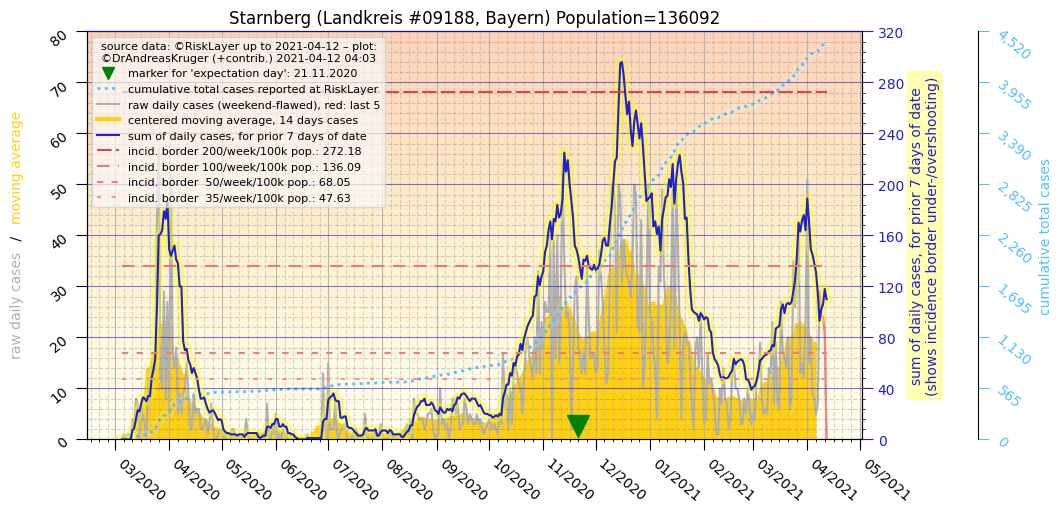 Starnberg (Landkreis #09188, Bayern) Population=136092
source data: ©RiskLayer up to 2021-04-12 – plot:
©DrAndreasKruger (+contrib.) 2021-04-12 04:03
marker for 'expectation day': 21.11.2020
cumulative total cases reported at RiskLayer
raw daily cases (weekend-flawed), red: last 5
centered moving average, 14 days cases
sum of daily cases, for prior 7 days of date
incid. border 200/week/100k pop.: 272.18
incid. border 100/week/100k pop.: 136.09
incid. border  50/week/100k pop.: 68.05
incid. border  35/week/100k pop.: 47.63
raw daily cases / moving average
80
70
60
50
40
30
20
10
0
03/2020
04/2020
05/2020
06/2020
07/2020
08/2020
09/2020
10/2020
11/2020
12/2020
01/2021
02/2021
03/2021
04/2021
05/2021
320
280
240
200
160
120
80
40
0
sum of daily cases, for prior 7 days of date
(shows incidence border under-/overshooting)
4,520
3,955
3,390
2,825
2,260
1,695
1,130
565
0
cumulative total cases